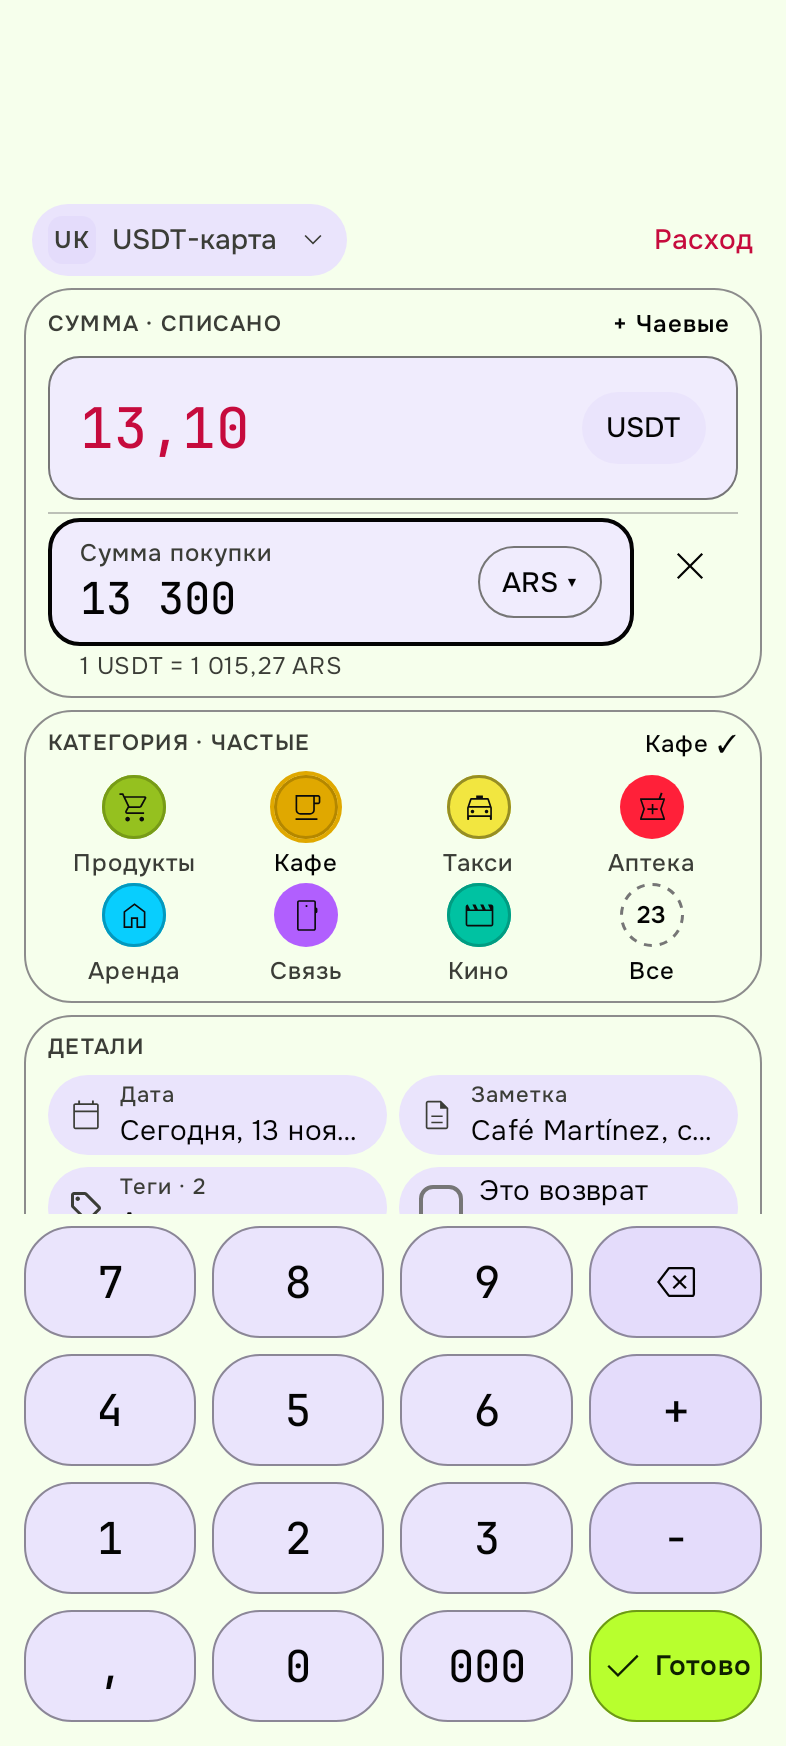 UK USDT-карта Расход
СУММА · СПИСАНО + Чаевые
13,10 USDT
Сумма покупки
13 300 ARS ▾
1 USDT = 1 015,27 ARS
КАТЕГОРИЯ · ЧАСТЫЕ Кафе ✓
Продукты Кафе Такси Аптека
23
Аренда Связь Кино Все
ДЕТАЛИ
Дата Заметка
Сегодня, 13 ноя... Café Martínez, с...
Теги · 2 Это возврат
7 8 9
4 5 6 +
1 2 3 -
, 0 000 Готово